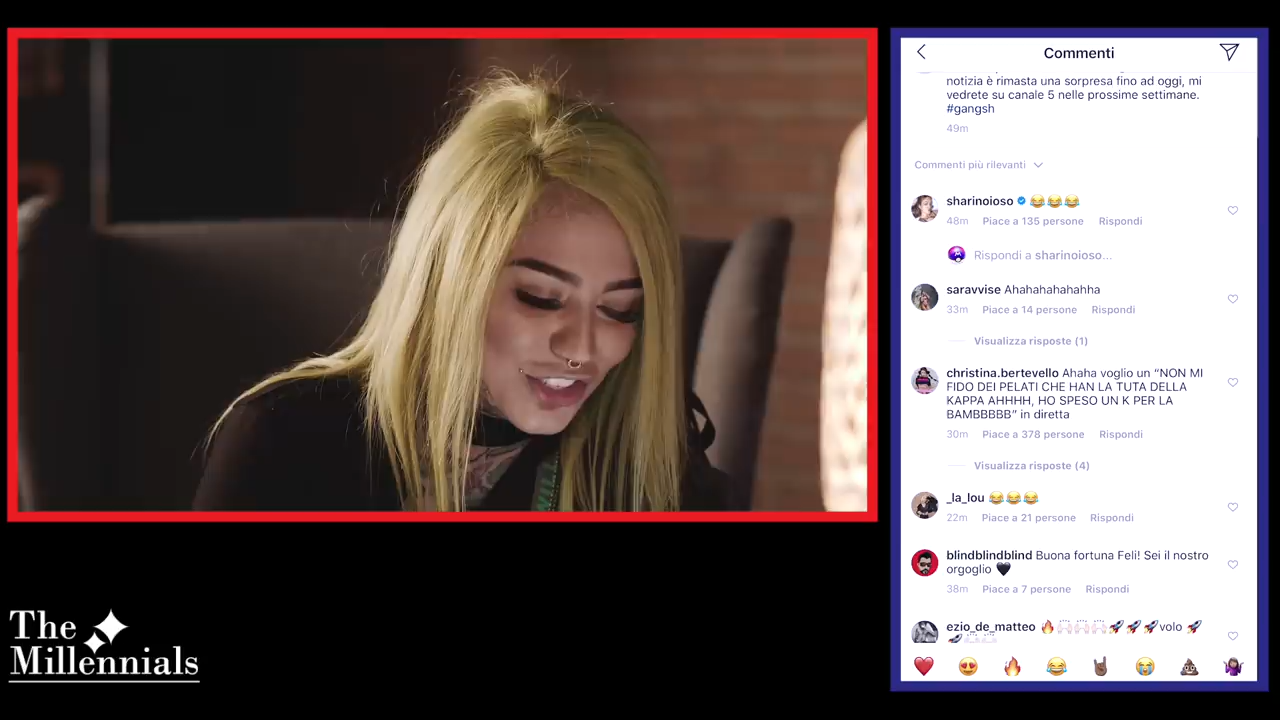 Commenti
notizia è rimasta una sorpresa fino ad oggi, mi
vedrete su canale 5 nelle prossime settimane.
#gangsh
49m
Commenti più rilevanti
sharinoioso 😂😂😂
48m Piace a 135 persone Rispondi
Rispondi a sharinoioso...
saravvise Ahahahahahahha
33m Piace a 14 persone Rispondi
Visualizza risposte (1)
christina.bertevello Ahaha voglio un “NON MI
FIDO DEI PELATI CHE HAN LA TUTA DELLA
KAPPA AHHHH, HO SPESO UN K PER LA
BAMBBBBB” in diretta
30m Piace a 378 persone Rispondi
Visualizza risposte (4)
_la_lou 😂😂😂
22m Piace a 21 persone Rispondi
blindblindblind Buona fortuna Feli! Sei il nostro
orgoglio 🖤
38m Piace a 7 persone Rispondi
ezio_de_matteo 🔥🙌🏻🙌🏻🙌🏻🚀🚀🚀volo 🚀
🚀🙌🏻🙌🏻
The
Millennials